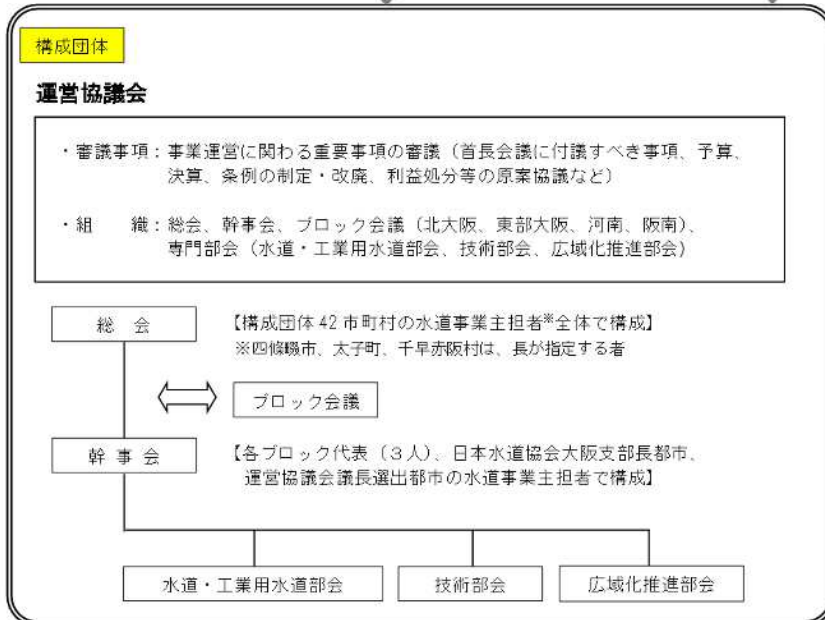 構成団体
運営協議会
・審議事項：事業運営に関わる重要事項の審議（首長会議に付議すべき事項、予算、
決算、条例の制定・改廃、利益処分等の原案協議など）
・組　　織：総会、幹事会、ブロック会議（北大阪、東部大阪、河南、阪南）、
専門部会（水道・工業用水道部会、技術部会、広域化推進部会）
総　会
【構成団体 42 市町村の水道事業主担者※全体で構成】
※四條畷市、太子町、千早赤阪村は、長が指定する者
ブロック会議
幹 事 会
【各ブロック代表（３人）、日本水道協会大阪支部長都市、
運営協議会議長選出都市の水道事業主担者で構成】
水道・工業用水道部会
技術部会
広域化推進部会